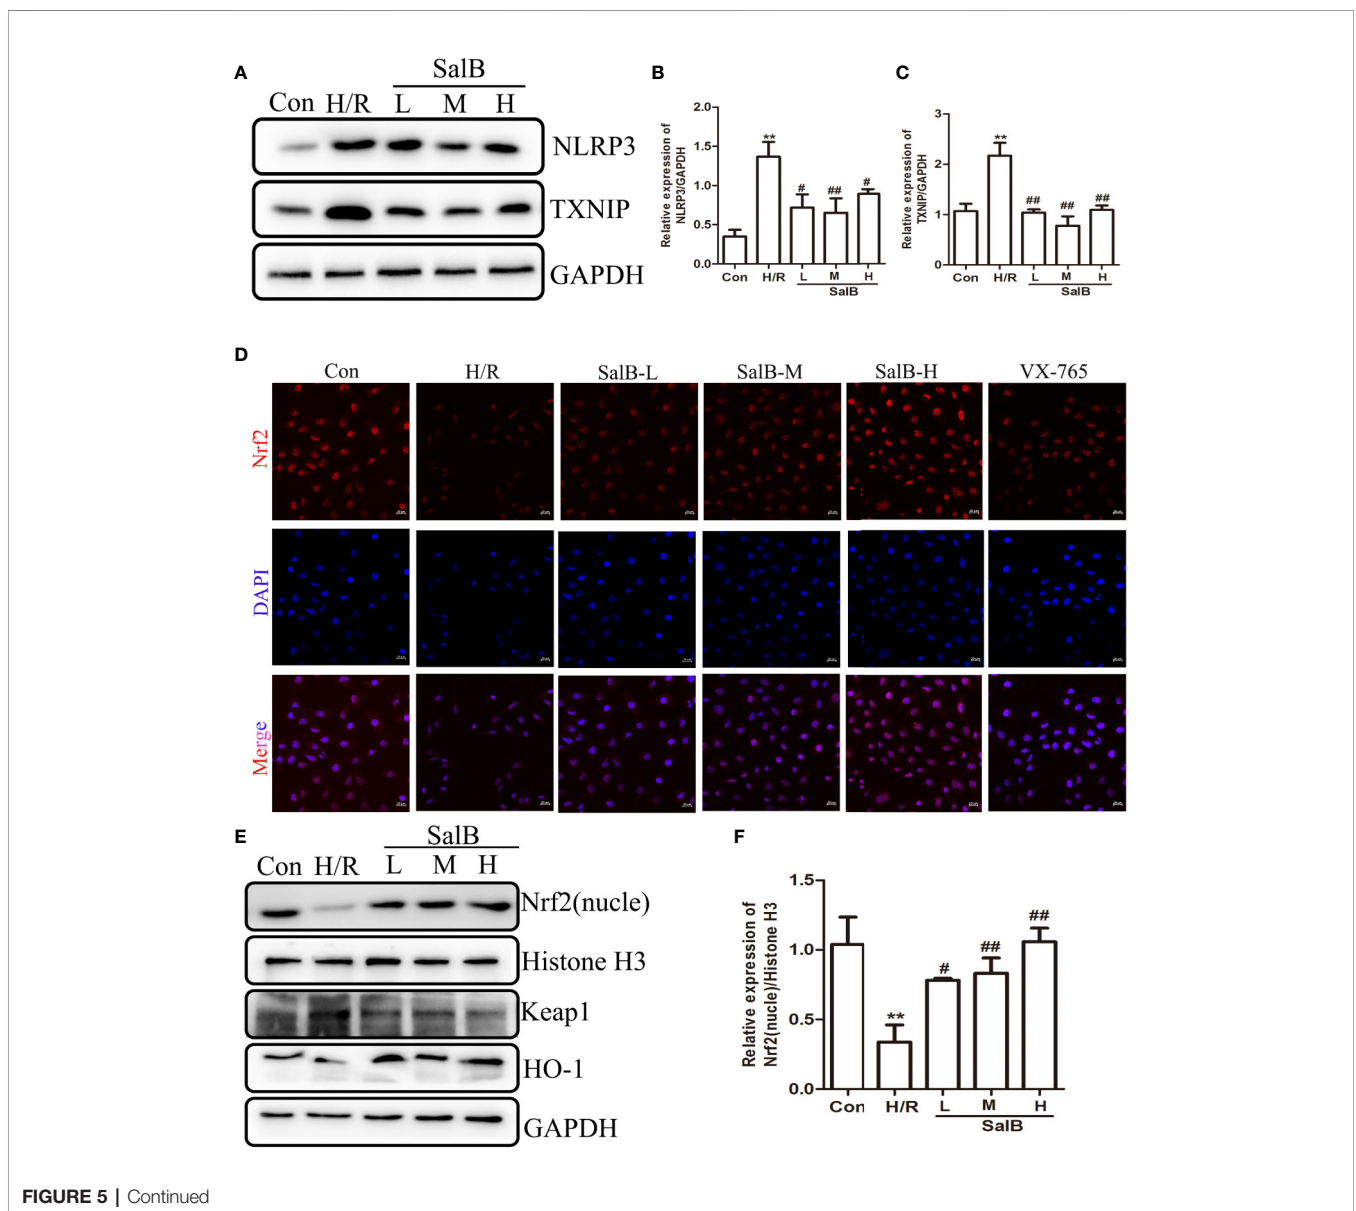 A
SalB
Con H/R L M H
NLRP3
TXNIP
GAPDH
B
Relative expression of
NLRP3/GAPDH
2.0
1.5
1.0
0.5
0.0
**
#
##
#
Con H/R L M H
SalB
C
Relative expression of
TXNIP/GAPDH
3
2
1
0
**
##
##
##
Con H/R L M H
SalB
D
Con H/R SalB-L SalB-M SalB-H VX-765
Nrf2
DAPI
Merge
E
SalB
Con H/R L M H
Nrf2(nucle)
Histone H3
Keap1
HO-1
GAPDH
F
Relative expression of
Nrf2(nucle)/Histone H3
1.5
1.0
0.5
0.0
**
#
##
##
Con H/R L M H
SalB
FIGURE 5 | Continued